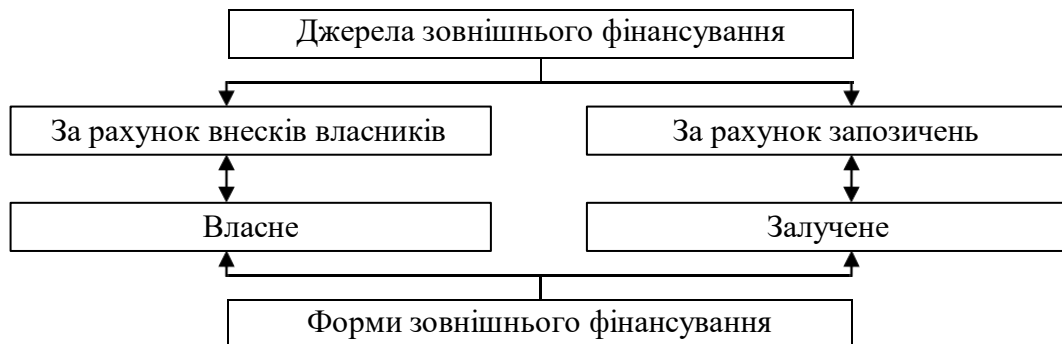 Джерела зовнішнього фінансування
За рахунок внесків власників
За рахунок запозичень
Власне
Залучене
Форми зовнішнього фінансування